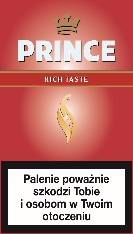 PRINCE
RICH TASTE
Palenie poważnie
szkodzi Tobie
i osobom w Twoim
otoczeniu